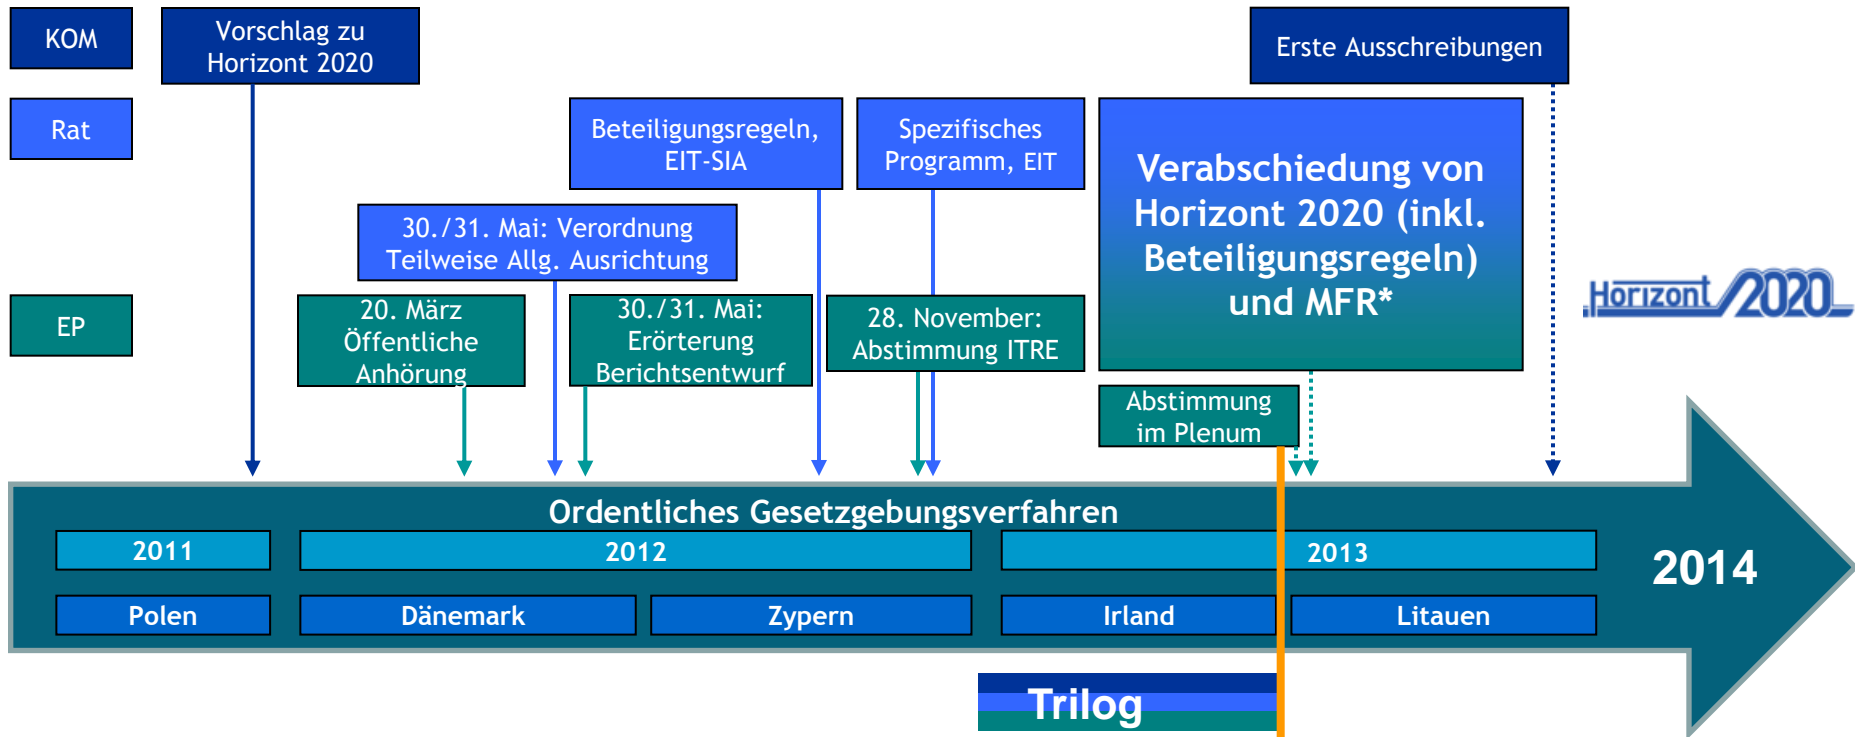 KOM
Vorschlag zu
Horizont 2020
Erste Ausschreibungen
Rat
Beteiligungsregeln,
EIT-SIA
Spezifisches
Programm, EIT
Verabschiedung von
Horizont 2020 (inkl.
Beteiligungsregeln)
und MFR*
30./31. Mai: Verordnung
Teilweise Allg. Ausrichtung
Horizont 2020
EP
20. März
Öffentliche
Anhörung
30./31. Mai:
Erörterung
Berichtsentwurf
28. November:
Abstimmung ITRE
Abstimmung
im Plenum
Ordentliches Gesetzgebungsverfahren
2011
2012
2013
2014
Polen
Dänemark
Zypern
Irland
Litauen
Trilog